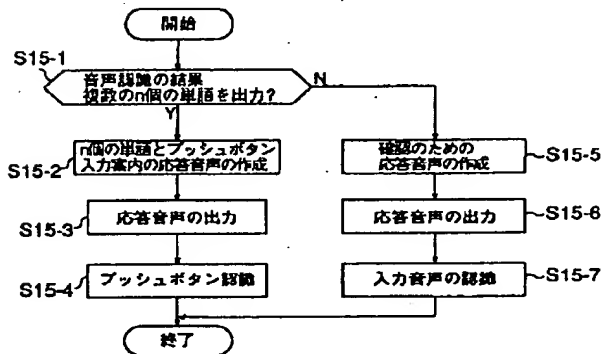 開始
S15-1
音声認識の結果
複数のn個の単語を出力?
N
Y
n個の単語とプッシュボタン
入力案内の応答音声の作成
S15-2
応答音声の出力
S15-3
プッシュボタン認識
S15-4
確認のための
応答音声の作成
S15-5
応答音声の出力
S15-6
入力音声の認識
S15-7
終了